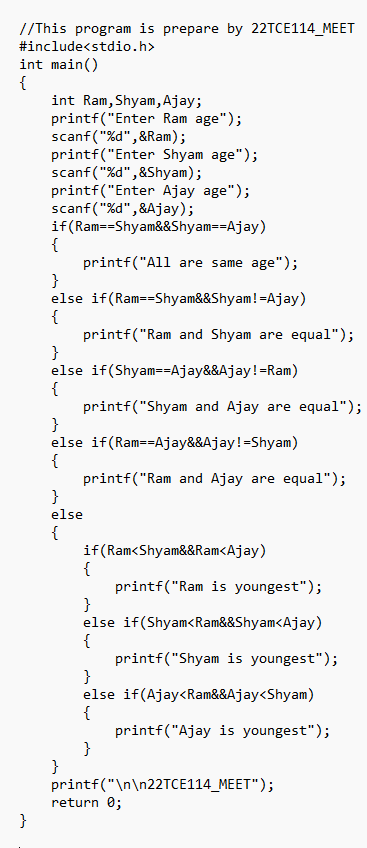 //This program is prepare by 22TCE114_MEET
#include<stdio.h>
int main()
{
    int Ram,Shyam,Ajay;
    printf("Enter Ram age");
    scanf("%d",&Ram);
    printf("Enter Shyam age");
    scanf("%d",&Shyam);
    printf("Enter Ajay age");
    scanf("%d",&Ajay);
    if(Ram==Shyam&&Shyam==Ajay)
    {
        printf("All are same age");
    }
    else if(Ram==Shyam&&Shyam!=Ajay)
    {
        printf("Ram and Shyam are equal");
    }
    else if(Shyam==Ajay&&Ajay!=Ram)
    {
        printf("Shyam and Ajay are equal");
    }
    else if(Ram==Ajay&&Ajay!=Shyam)
    {
        printf("Ram and Ajay are equal");
    }
    else
    {
        if(Ram<Shyam&&Ram<Ajay)
        {
            printf("Ram is youngest");
        }
        else if(Shyam<Ram&&Shyam<Ajay)
        {
            printf("Shyam is youngest");
        }
        else if(Ajay<Ram&&Ajay<Shyam)
        {
            printf("Ajay is youngest");
        }
    }
    printf("\n\n22TCE114_MEET");
    return 0;
}